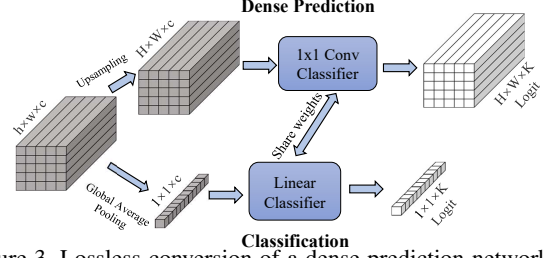 Dense Prediction
H×W×c
Upsampling
1x1 Conv
Classifier
H×W×K
Logit
h×w×c
Share weights
Global Average
Pooling
1×1×c
Linear
Classifier
1×1×K
Logit
Classification
ure 3. Lossless conversion of a dense prediction network